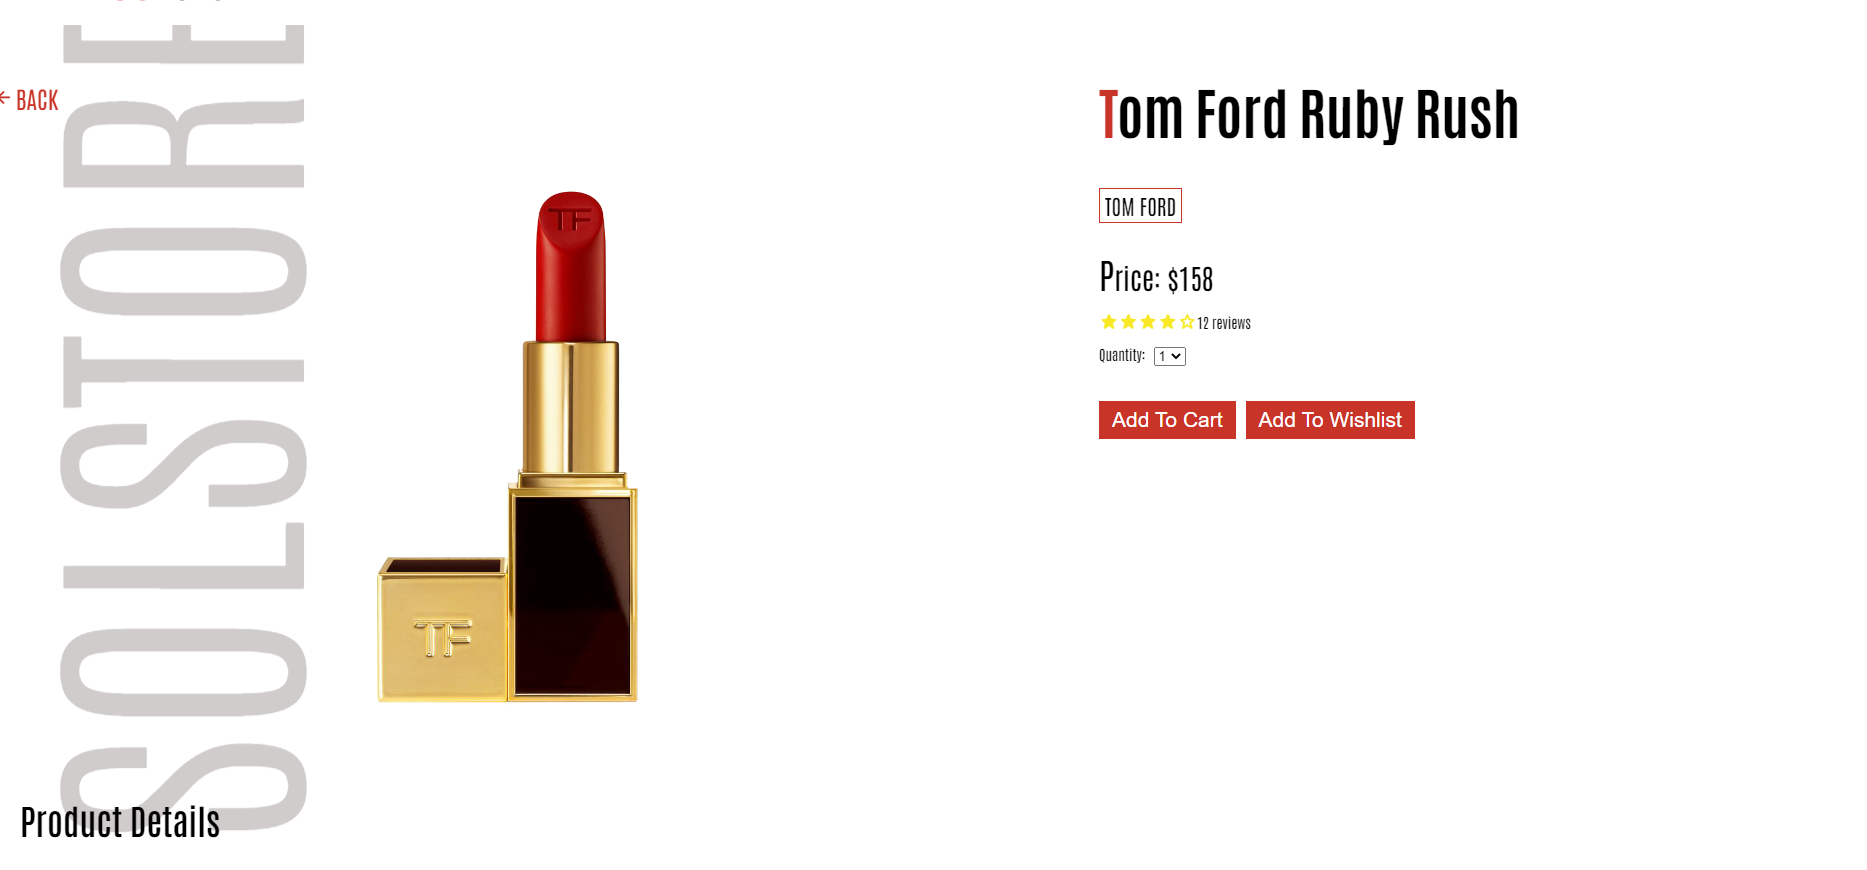 ← BACK
SOLSTORE
Tom Ford Ruby Rush
TOM FORD
Price: $158
12 reviews
Quantity: 1
Add To Cart
Add To Wishlist
TF
TF
Product Details